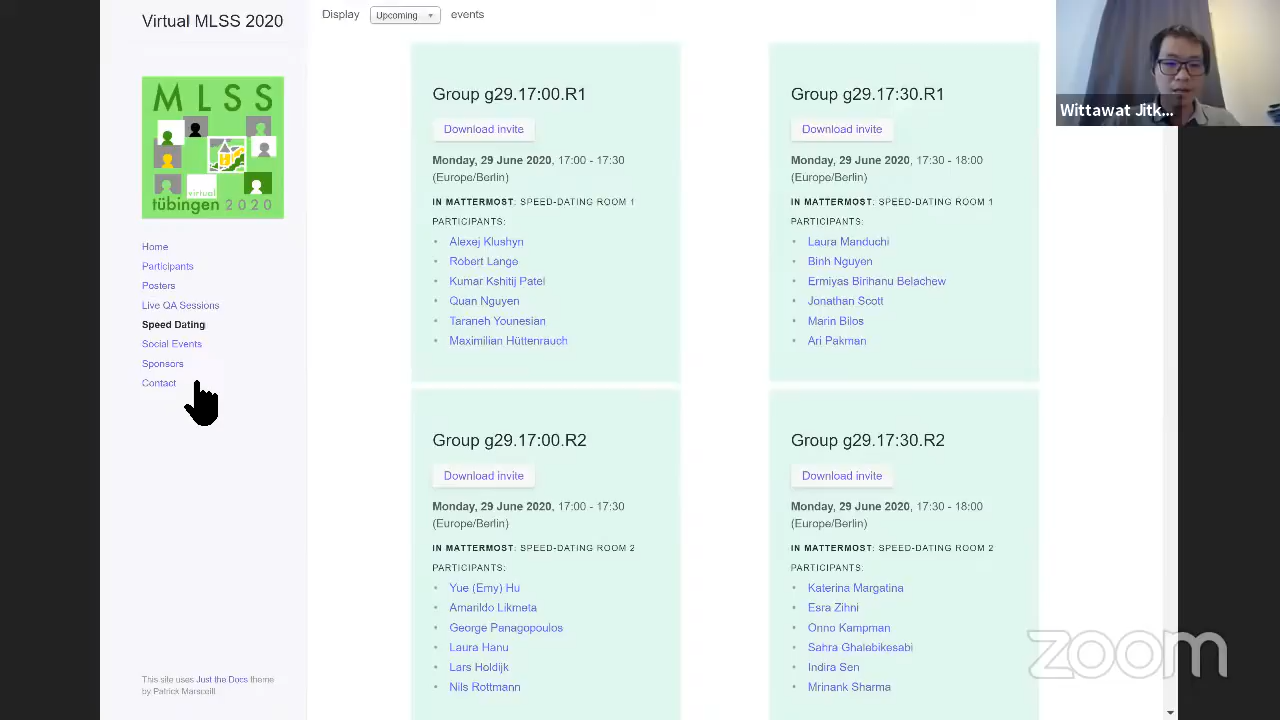 Virtual MLSS 2020
MLSS
virtual
tübingen 2020
Home
Participants
Posters
Live QA Sessions
Speed Dating
Social Events
Sponsors
Contact
This site uses Just the Docs theme
by Patrick Marsceill
Display Upcoming events
Group g29.17:00.R1
Download invite
Monday, 29 June 2020, 17:00 - 17:30
(Europe/Berlin)
IN MATTERMOST: SPEED-DATING ROOM 1
PARTICIPANTS:
• Alexej Klushyn
• Robert Lange
• Kumar Kshitij Patel
• Quan Nguyen
• Taraneh Younesian
• Maximilian Hüttenrauch
Group g29.17:30.R1
Download invite
Monday, 29 June 2020, 17:30 - 18:00
(Europe/Berlin)
IN MATTERMOST: SPEED-DATING ROOM 1
PARTICIPANTS:
• Laura Manduchi
• Binh Nguyen
• Ermiyas Birihanu Belachew
• Jonathan Scott
• Marin Bilos
• Ari Pakman
Group g29.17:00.R2
Download invite
Monday, 29 June 2020, 17:00 - 17:30
(Europe/Berlin)
IN MATTERMOST: SPEED-DATING ROOM 2
PARTICIPANTS:
• Yue (Emy) Hu
• Amarildo Likmeta
• George Panagopoulos
• Laura Hanu
• Lars Holdijk
• Nils Rottmann
Group g29.17:30.R2
Download invite
Monday, 29 June 2020, 17:30 - 18:00
(Europe/Berlin)
IN MATTERMOST: SPEED-DATING ROOM 2
PARTICIPANTS:
• Katerina Margatina
• Esra Zihni
• Onno Kampman
• Sahra Ghalebikesabi
• Indira Sen
• Mrinank Sharma
Wittawat Jitk...
zoom